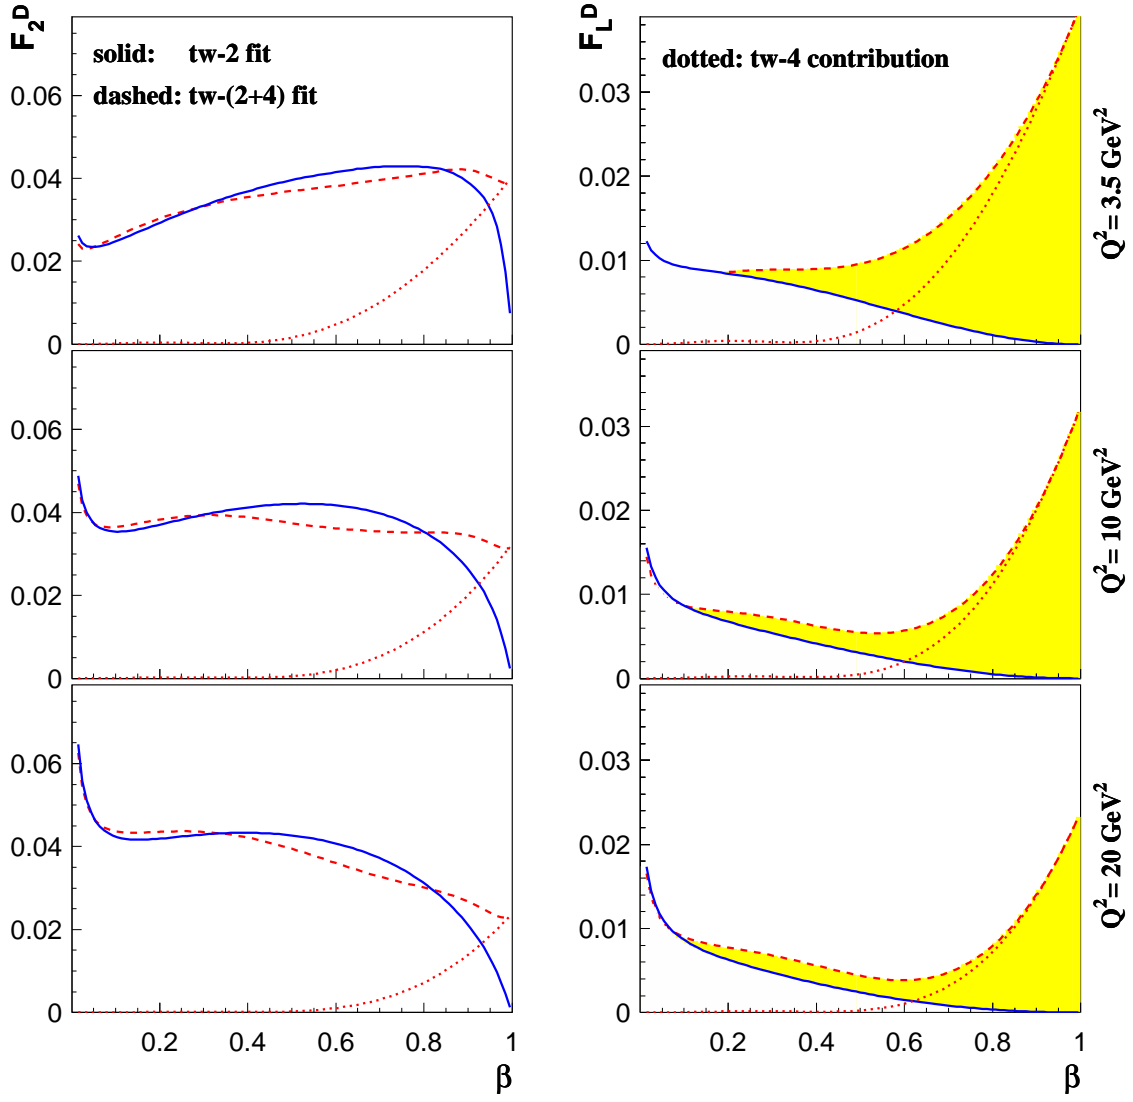 F₂ᴰ
solid: tw-2 fit
dashed: tw-(2+4) fit
0.06
0.04
0.02
0
F_Lᴰ
dotted: tw-4 contribution
0.03
0.02
0.01
0
Q² = 3.5 GeV²
0.06
0.04
0.02
0
0.03
0.02
0.01
0
Q² = 10 GeV²
0.06
0.04
0.02
0
0.2 0.4 0.6 0.8 1
β
0.03
0.02
0.01
0
0.2 0.4 0.6 0.8 1
β
Q² = 20 GeV²